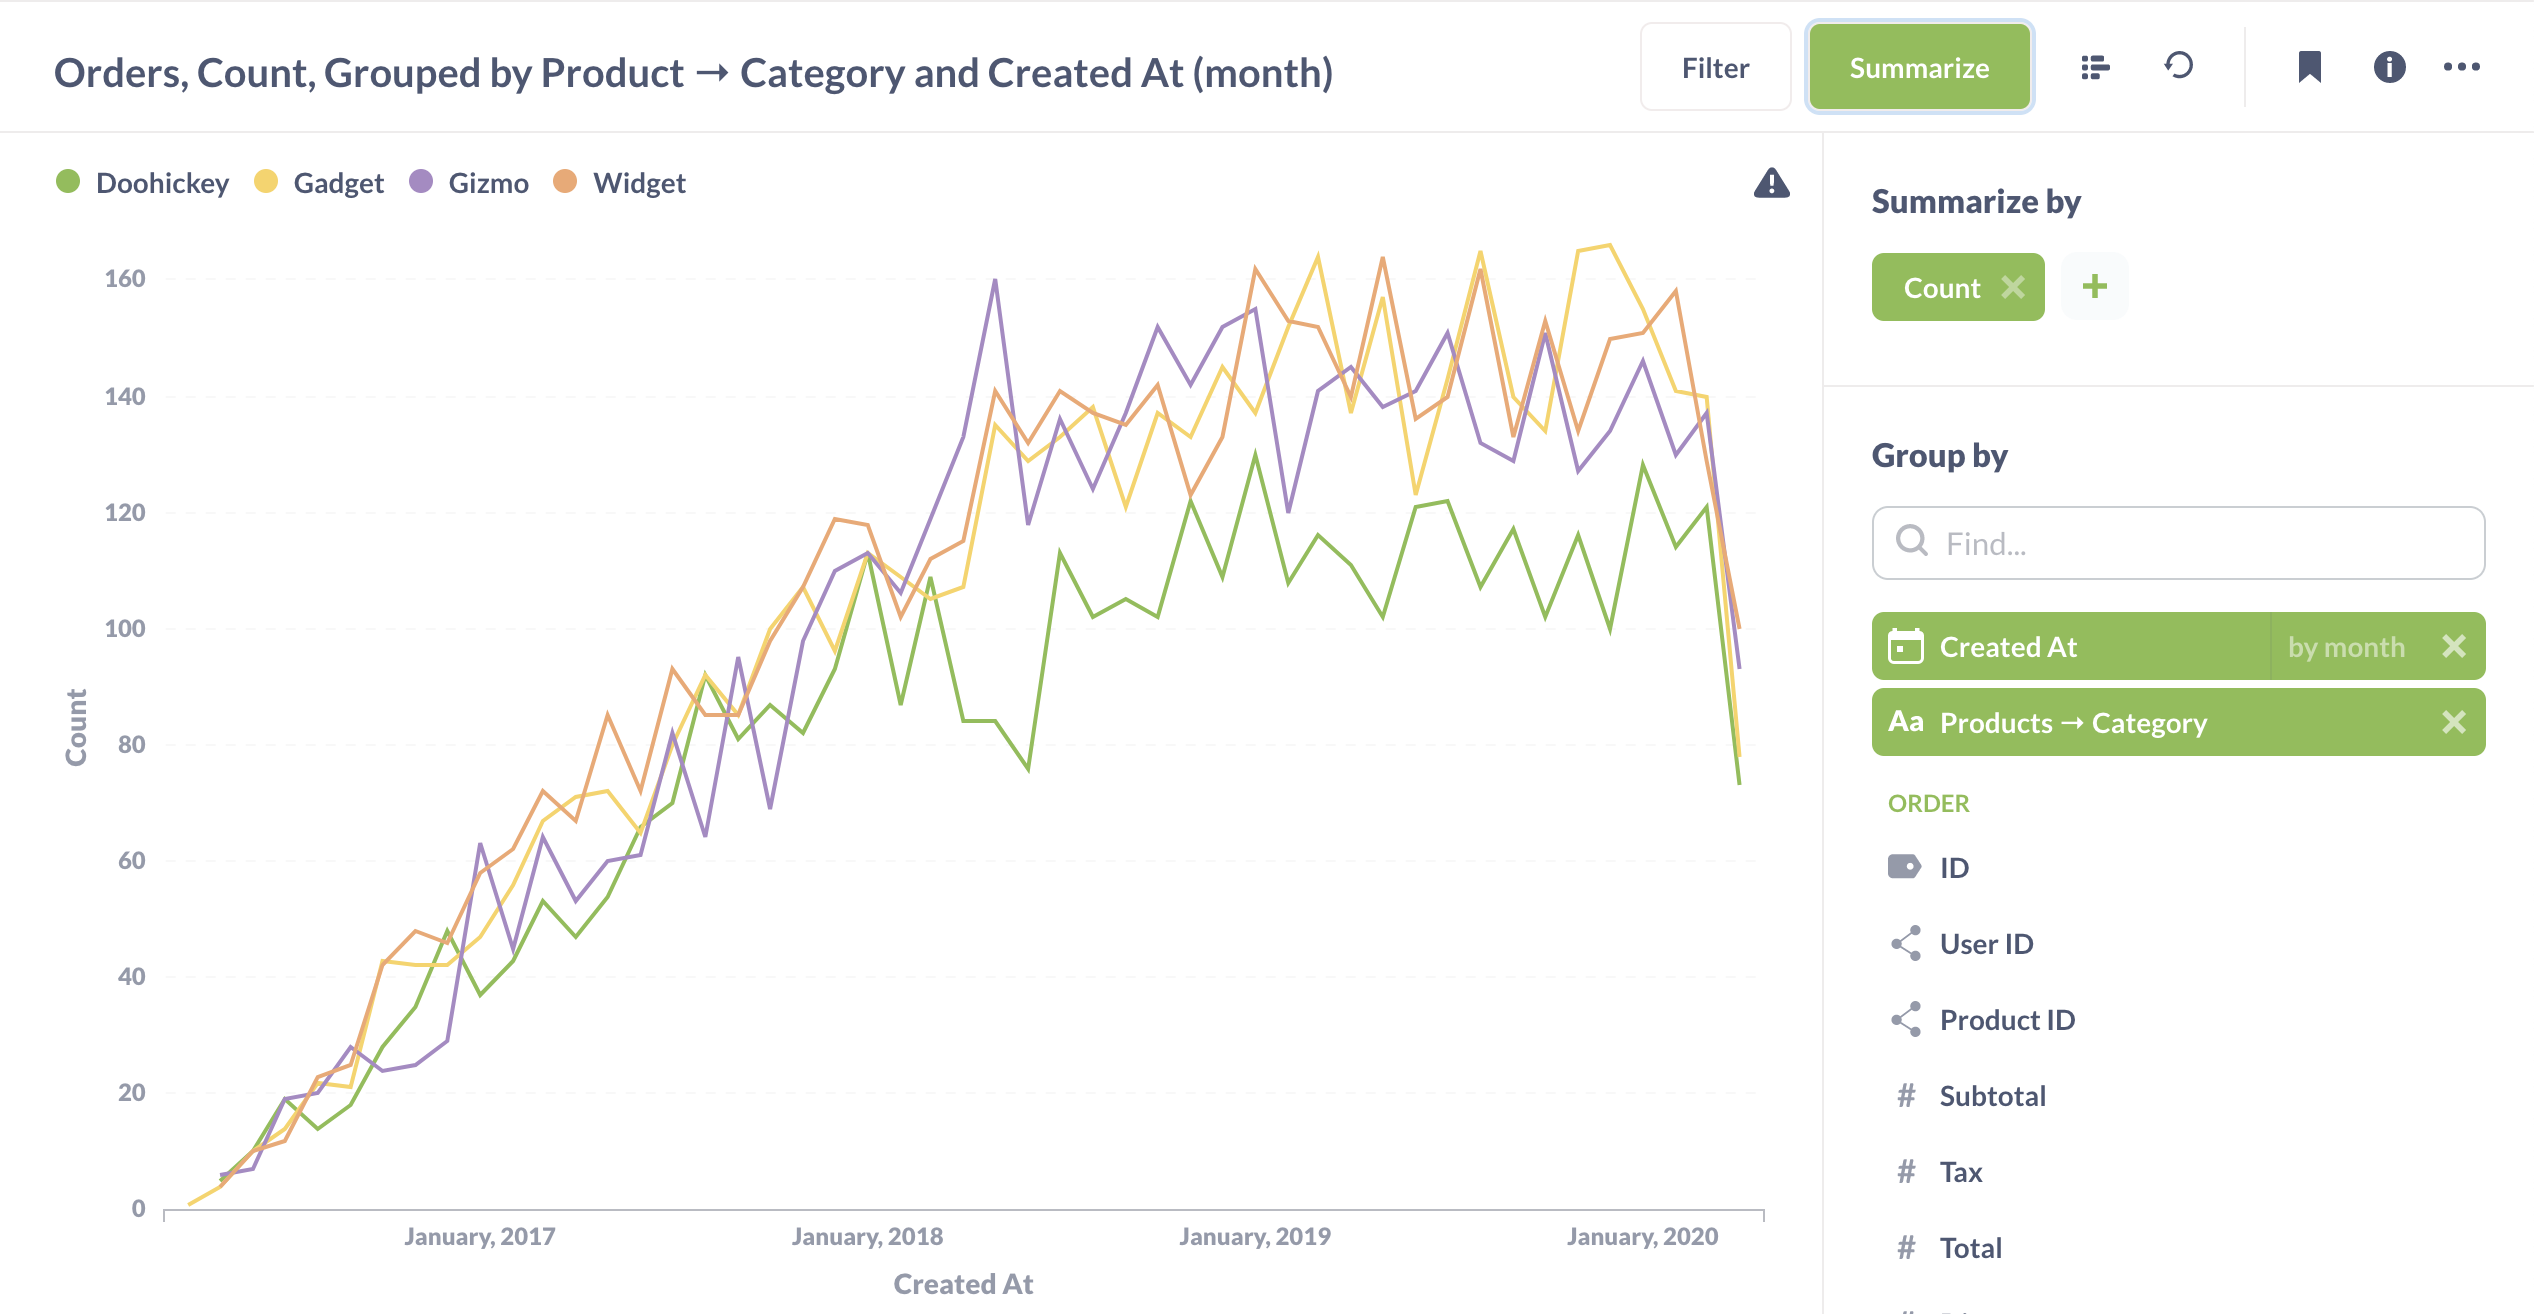 Orders, Count, Grouped by Product → Category and Created At (month)
Filter
Summarize
Doohickey
Gadget
Gizmo
Widget
160
140
120
100
80
60
40
20
0
Count
January, 2017
January, 2018
January, 2019
January, 2020
Created At
Summarize by
Count
Group by
Find...
Created At
by month
Aa Products → Category
ORDER
ID
User ID
Product ID
# Subtotal
# Tax
# Total